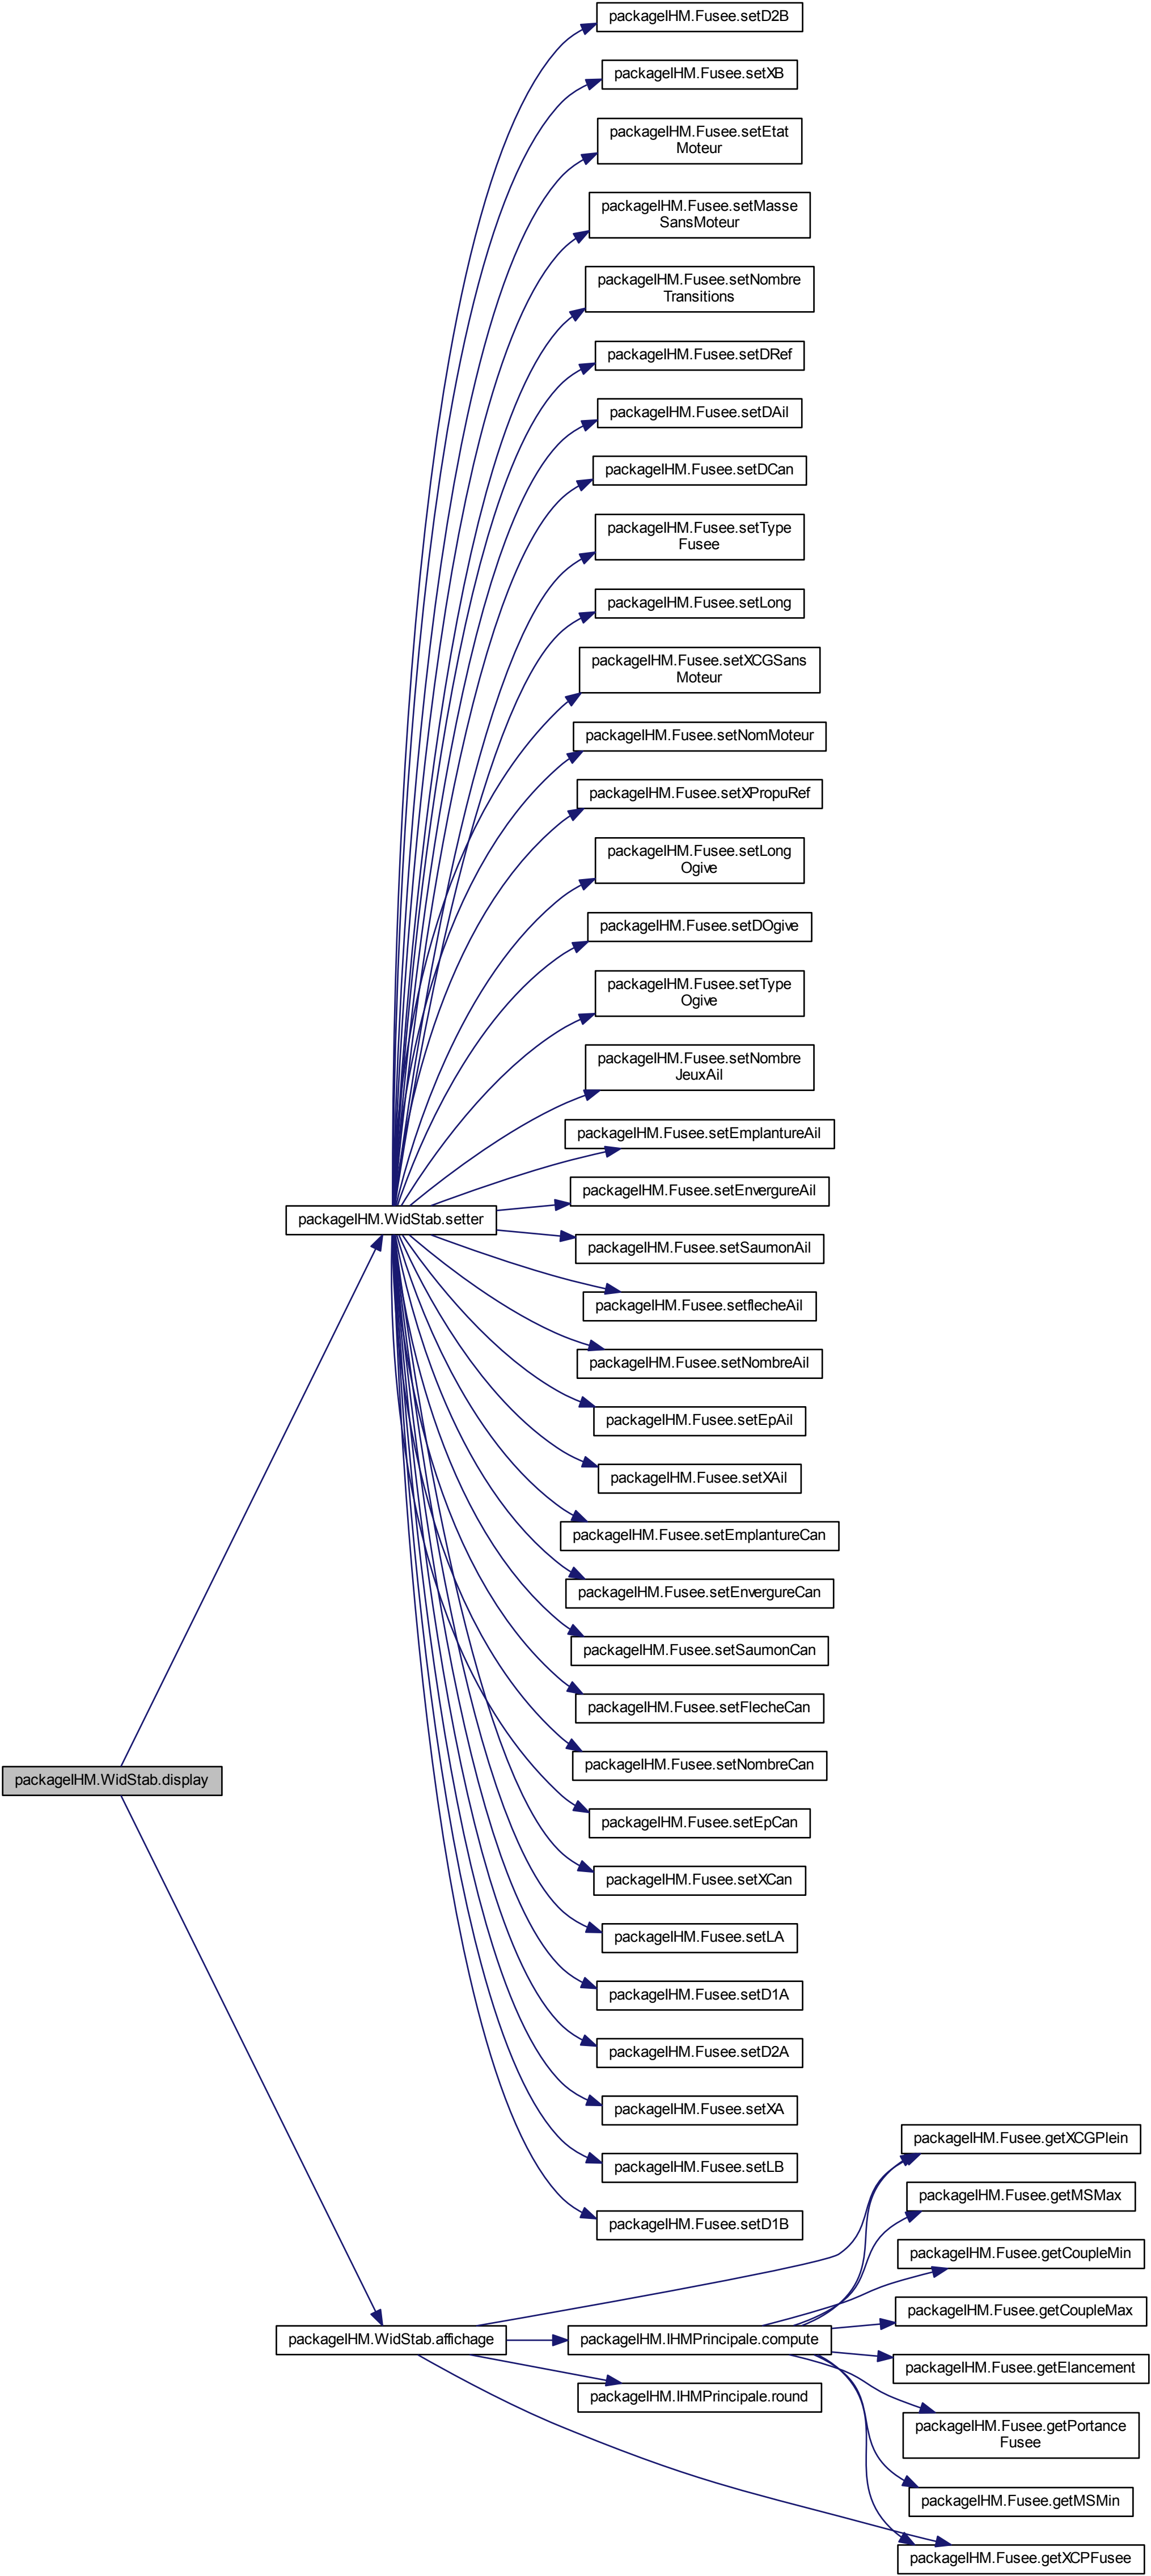 packageIHM.Fusee.setD2B
packageIHM.Fusee.setXB
packageIHM.Fusee.setEtat
Moteur
packageIHM.Fusee.setMasse
SansMoteur
packageIHM.Fusee.setNombre
Transitions
packageIHM.Fusee.setDRef
packageIHM.Fusee.setDAil
packageIHM.Fusee.setDCan
packageIHM.Fusee.setType
Fusee
packageIHM.Fusee.setLong
packageIHM.Fusee.setXCGSans
Moteur
packageIHM.Fusee.setNomMoteur
packageIHM.Fusee.setXPropuRef
packageIHM.Fusee.setLong
Ogive
packageIHM.Fusee.setDOgive
packageIHM.Fusee.setType
Ogive
packageIHM.Fusee.setNombre
JeuxAil
packageIHM.Fusee.setEmplantureAil
packageIHM.Fusee.setEnvergureAil
packageIHM.WidStab.setter
packageIHM.Fusee.setSaumonAil
packageIHM.Fusee.setflecheAil
packageIHM.Fusee.setNombreAil
packageIHM.Fusee.setEpAil
packageIHM.Fusee.setXAil
packageIHM.Fusee.setEmplantureCan
packageIHM.Fusee.setEnvergureCan
packageIHM.Fusee.setSaumonCan
packageIHM.Fusee.setFlecheCan
packageIHM.Fusee.setNombreCan
packageIHM.WidStab.display
packageIHM.Fusee.setEpCan
packageIHM.Fusee.setXCan
packageIHM.Fusee.setLA
packageIHM.Fusee.setD1A
packageIHM.Fusee.setD2A
packageIHM.Fusee.setXA
packageIHM.Fusee.getXCGPlein
packageIHM.Fusee.setLB
packageIHM.Fusee.getMSMax
packageIHM.Fusee.setD1B
packageIHM.Fusee.getCoupleMin
packageIHM.Fusee.getCoupleMax
packageIHM.WidStab.affichage
packageIHM.IHMPrincipale.compute
packageIHM.Fusee.getElancement
packageIHM.IHMPrincipale.round
packageIHM.Fusee.getPortance
Fusee
packageIHM.Fusee.getMSMin
packageIHM.Fusee.getXCPFusee